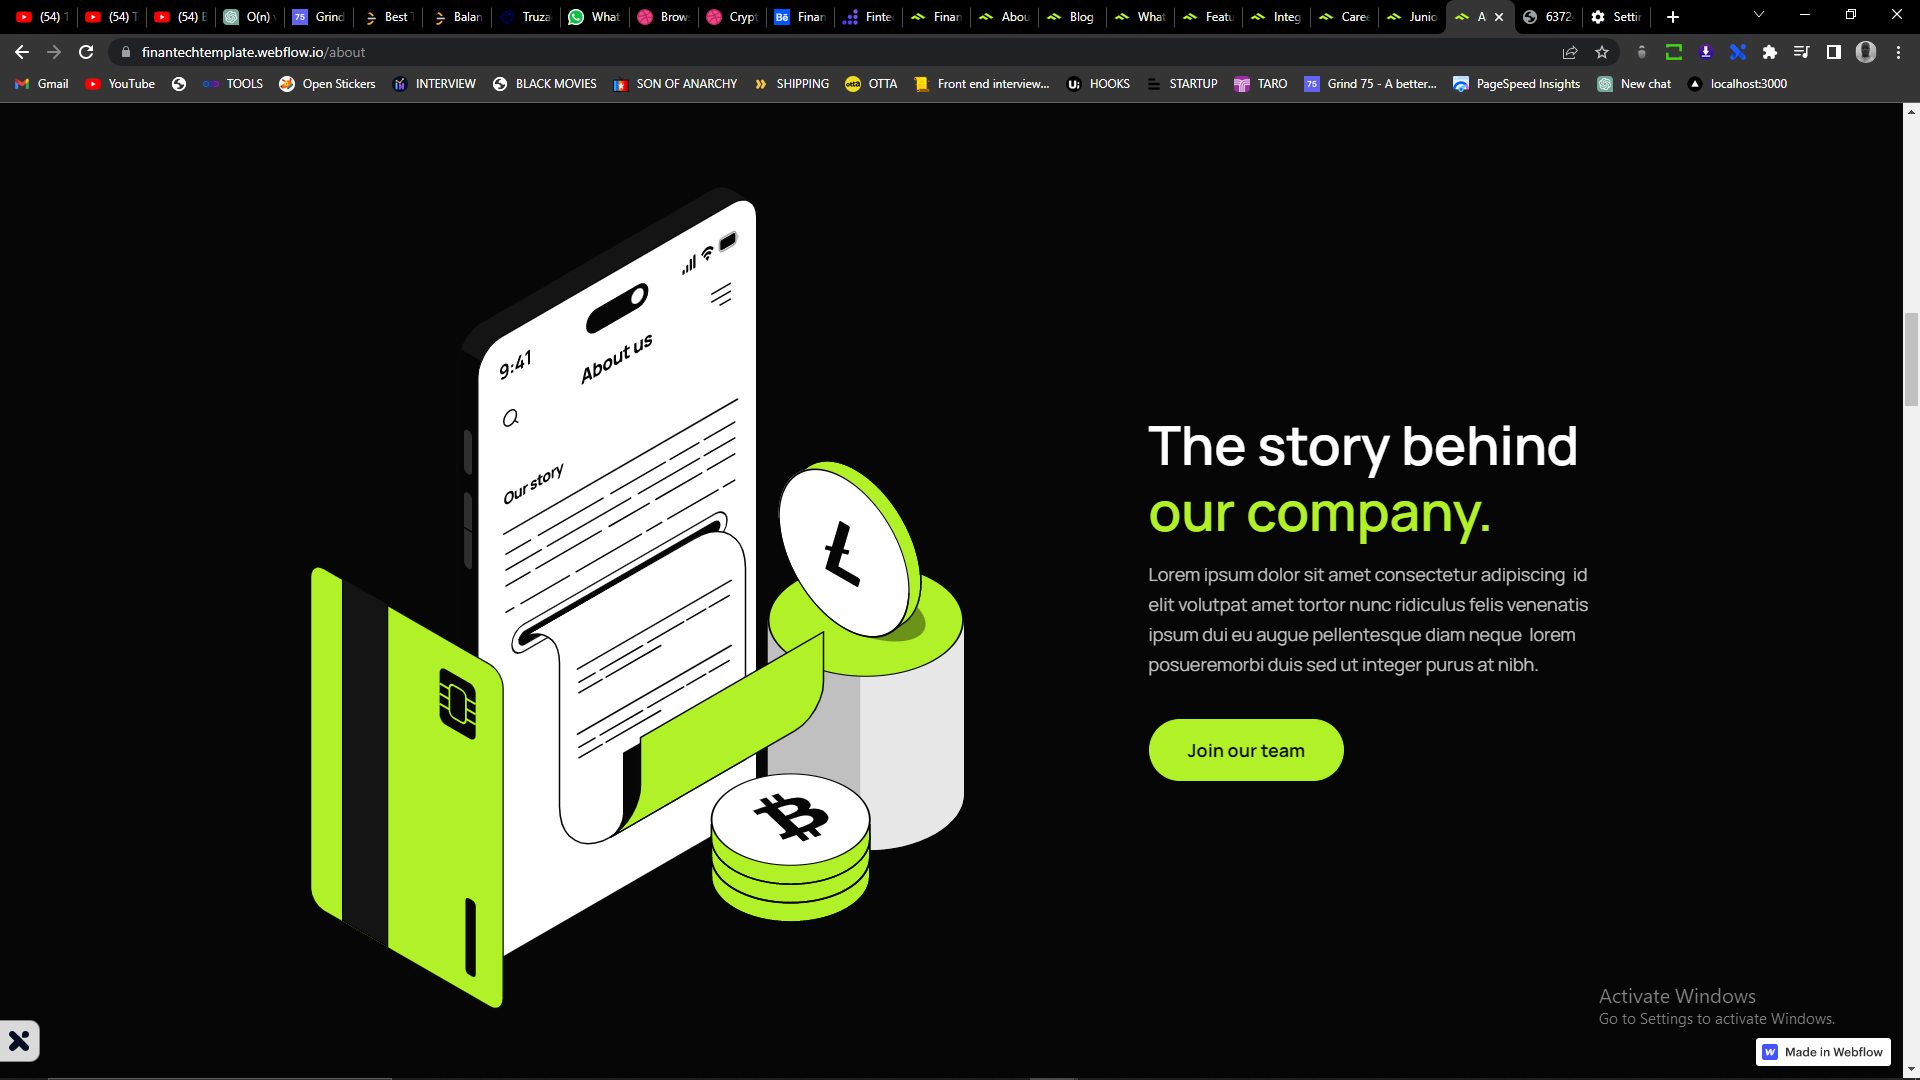 (54)
(54)
(54)
O(n)
Grind
Best
Balan
Truza
What
Brow
Crypt
Finan
Finte
Finan
Abou
Blog
What
Featu
Integ
Caree
Junio
A
6372
Settin
finantechtemplate.webflow.io/about
Gmail
YouTube
TOOLS
Open Stickers
INTERVIEW
BLACK MOVIES
SON OF ANARCHY
SHIPPING
OTTA
Front end interview...
HOOKS
STARTUP
TARO
75 Grind 75 - A better...
PageSpeed Insights
New chat
localhost:3000
9:41
About us
Our story
The story behind
our company.
Lorem ipsum dolor sit amet consectetur adipiscing id
elit volutpat amet tortor nunc ridiculus felis venenatis
ipsum dui eu augue pellentesque diam neque lorem
posueremorbi duis sed ut integer purus at nibh.
Join our team
Activate Windows
Go to Settings to activate Windows.
Made in Webflow